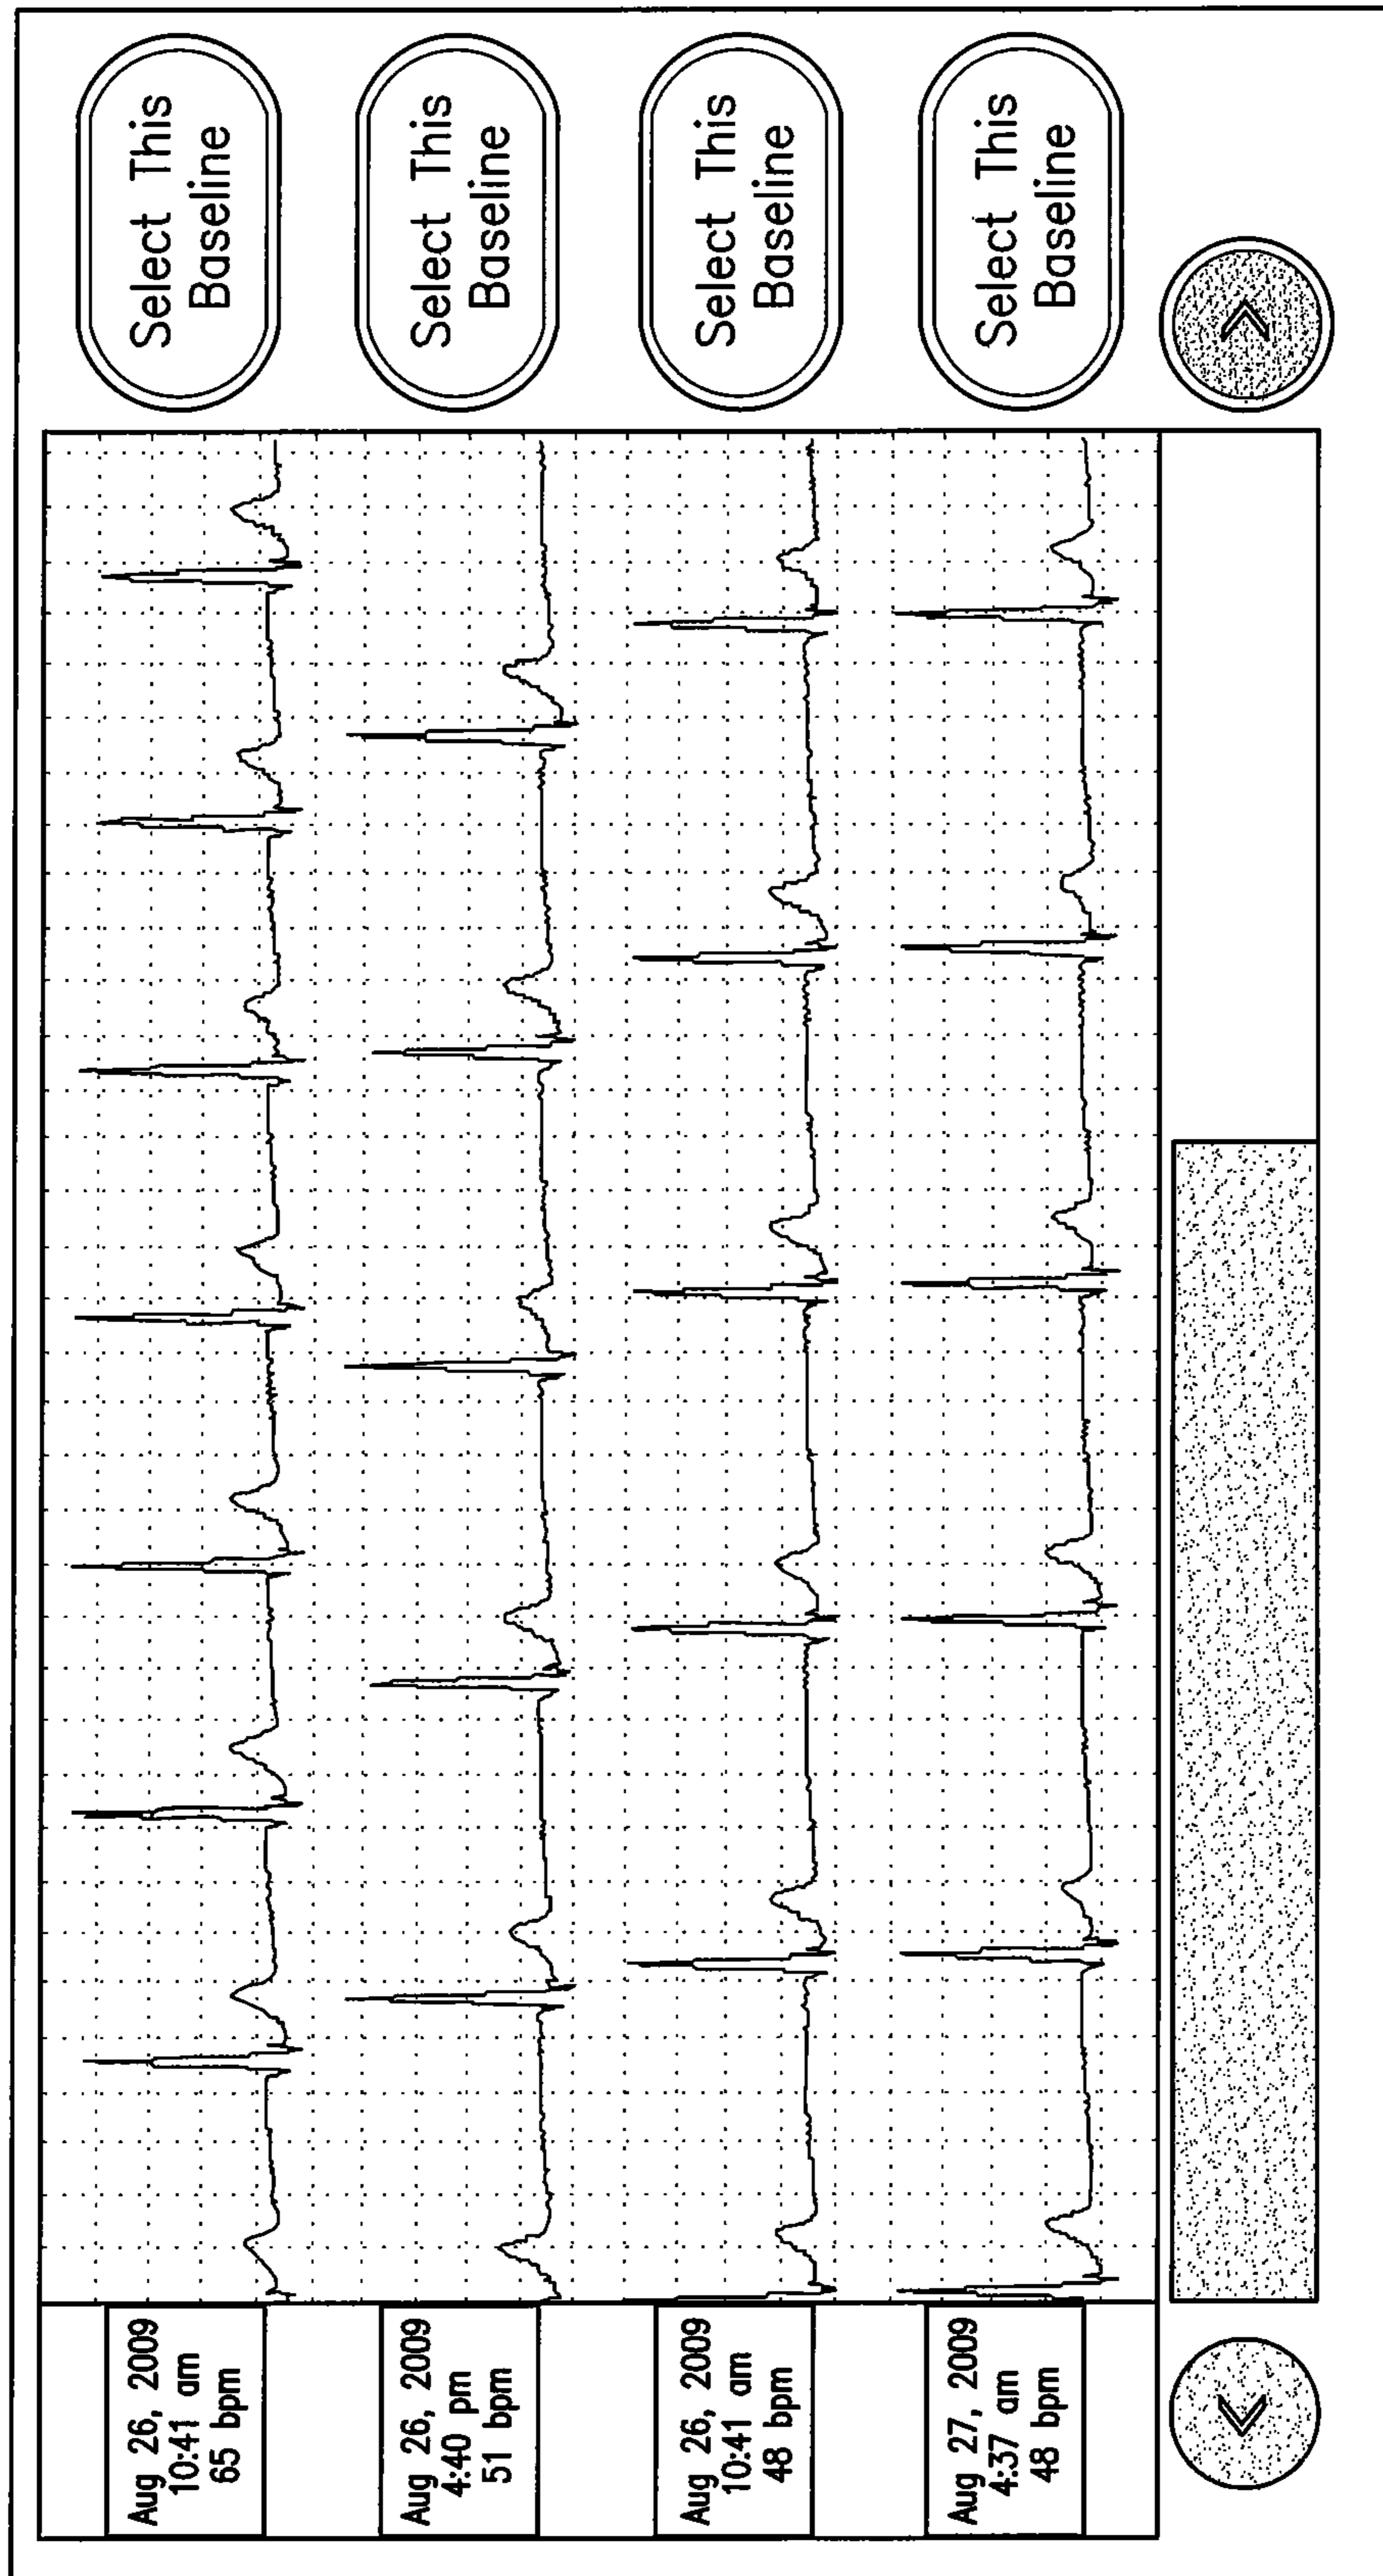 Aug 26, 2009
10:41 am
65 bpm
Select This
Baseline
Aug 26, 2009
4:40 pm
51 bpm
Select This
Baseline
Aug 26, 2009
10:41 am
48 bpm
Select This
Baseline
Aug 27, 2009
4:37 am
48 bpm
Select This
Baseline